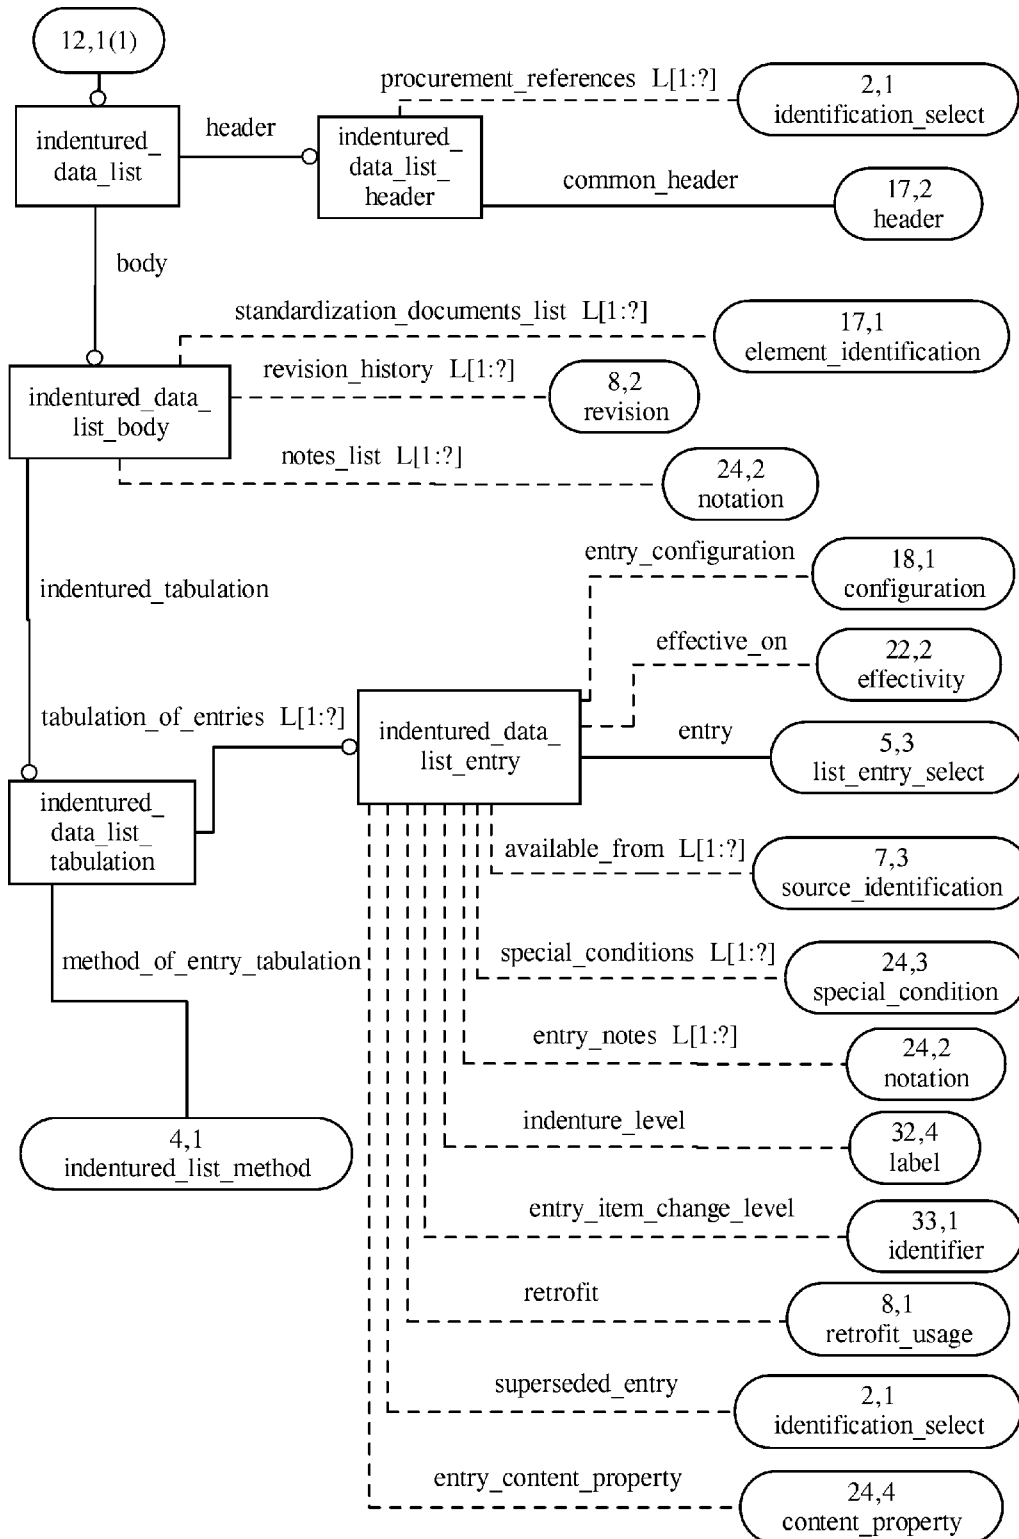 12,1(1)
procurement_references L[1:?]
2,1
identification_select
header
indentured_
data_list
indentured_
data_list_
header
common_header
17,2
header
body
standardization_documents_list L[1:?]
17,1
element_identification
revision_history L[1:?]
8,2
revision
indentured_data_
list_body
notes_list L[1:?]
24,2
notation
entry_configuration
18,1
configuration
indentured_tabulation
effective_on
22,2
effectivity
tabulation_of_entries L[1:?]
indentured_data_
list_entry
entry
5,3
list_entry_select
indentured_
data_list_
tabulation
available_from L[1:?]
7,3
source_identification
method_of_entry_tabulation
special_conditions L[1:?]
24,3
special_condition
entry_notes L[1:?]
24,2
notation
4,1
indentured_list_method
indenture_level
32,4
label
entry_item_change_level
33,1
identifier
retrofit
8,1
retrofit_usage
superseded_entry
2,1
identification_select
entry_content_property
24,4
content_property